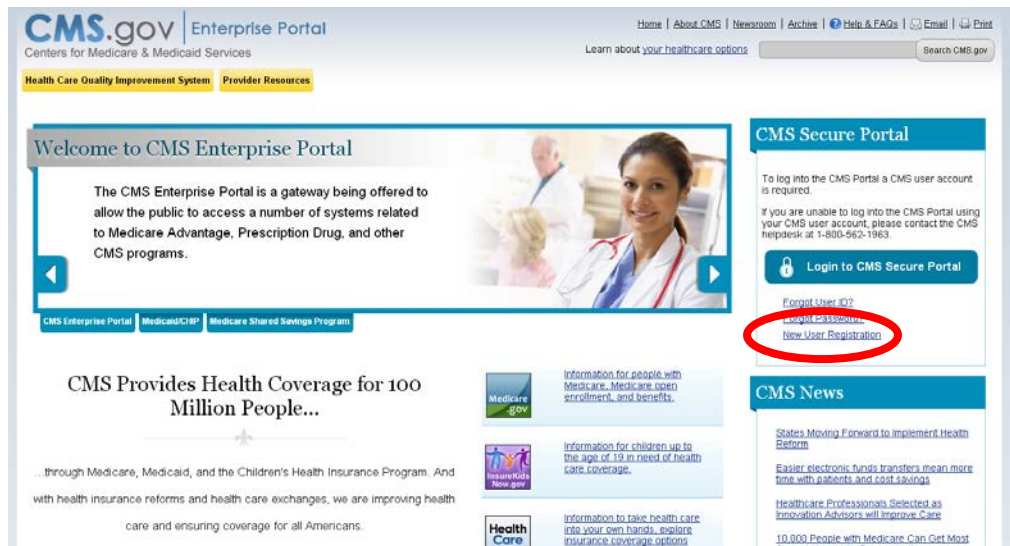 CMS.gov Enterprise Portal
Centers for Medicare & Medicaid Services
Home | About CMS | Newsroom | Archive | Help & FAQs | Email | Print
Learn about your healthcare options
Search CMS.gov
Health Care Quality Improvement System
Provider Resources
Welcome to CMS Enterprise Portal
The CMS Enterprise Portal is a gateway being offered to
allow the public to access a number of systems related
to Medicare Advantage, Prescription Drug, and other
CMS programs.
CMS Enterprise Portal
Medicaid/CHIP
Medicare Shared Savings Program
CMS Secure Portal
To log into the CMS Portal a CMS user account
is required.
If you are unable to log into the CMS Portal using
your CMS user account, please contact the CMS
helpdesk at 1-800-562-1963.
Login to CMS Secure Portal
Forgot User ID?
Forgot Password?
New User Registration
CMS Provides Health Coverage for 100
Million People...
...through Medicare, Medicaid, and the Children's Health Insurance Program. And
with health insurance reforms and health care exchanges, we are improving health
care and ensuring coverage for all Americans.
Medicare
.gov
Information for people with
Medicare, Medicare open
enrollment, and benefits.
InsureKids
Now.gov
Information for children up to
the age of 19 in need of health
care coverage.
Health
Care
Information to take health care
into your own hands, explore
insurance coverage options
CMS News
States Moving Forward to Implement Health
Reform
Easier electronic funds transfers mean more
time with patients and cost savings
Healthcare Professionals Selected as
Innovation Advisors will Improve Care
10,000 People with Medicare Can Get Most